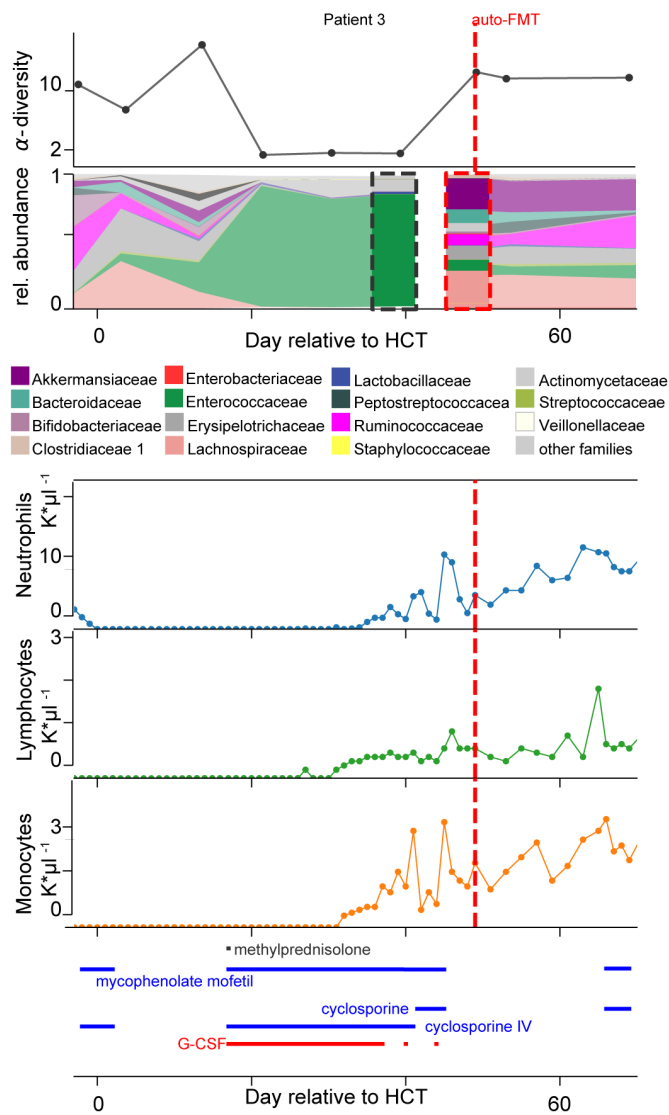 Patient 3
auto-FMT
α- diversity
10
2
rel. abundance
1
0
0
60
Day relative to HCT
Akkermansiaceae
Enterobacteriaceae
Lactobacillaceae
Actinomycetaceae
Bacteroidaceae
Enterococcaceae
Peptostreptococcacea
Streptococcaceae
Bifidobacteriaceae
Erysipelotrichaceae
Ruminococcaceae
Veillonellaceae
Clostridiaceae 1
Lachnospiraceae
Staphylococcaceae
other families
Neutrophils
K*µl -1
10
0
Lymphocytes
K*µl -1
3
0
Monocytes
K*µl -1
3
0
methylprednisolone
mycophenolate mofetil
cyclosporine
cyclosporine IV
G-CSF
Day relative to HCT
0
60